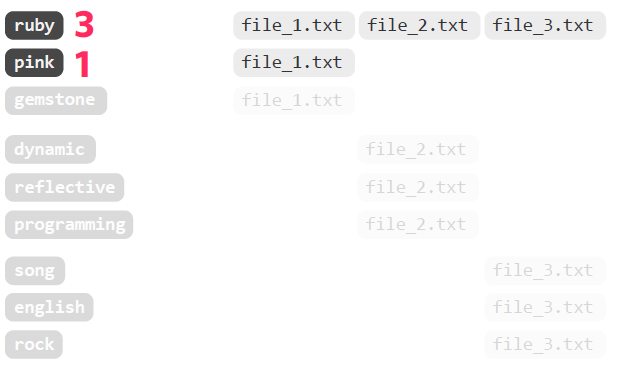 ruby 3 file_1.txt file_2.txt file_3.txt
pink 1 file_1.txt
gemstone file_1.txt
dynamic file_2.txt
reflective file_2.txt
programming file_2.txt
song file_3.txt
english file_3.txt
rock file_3.txt